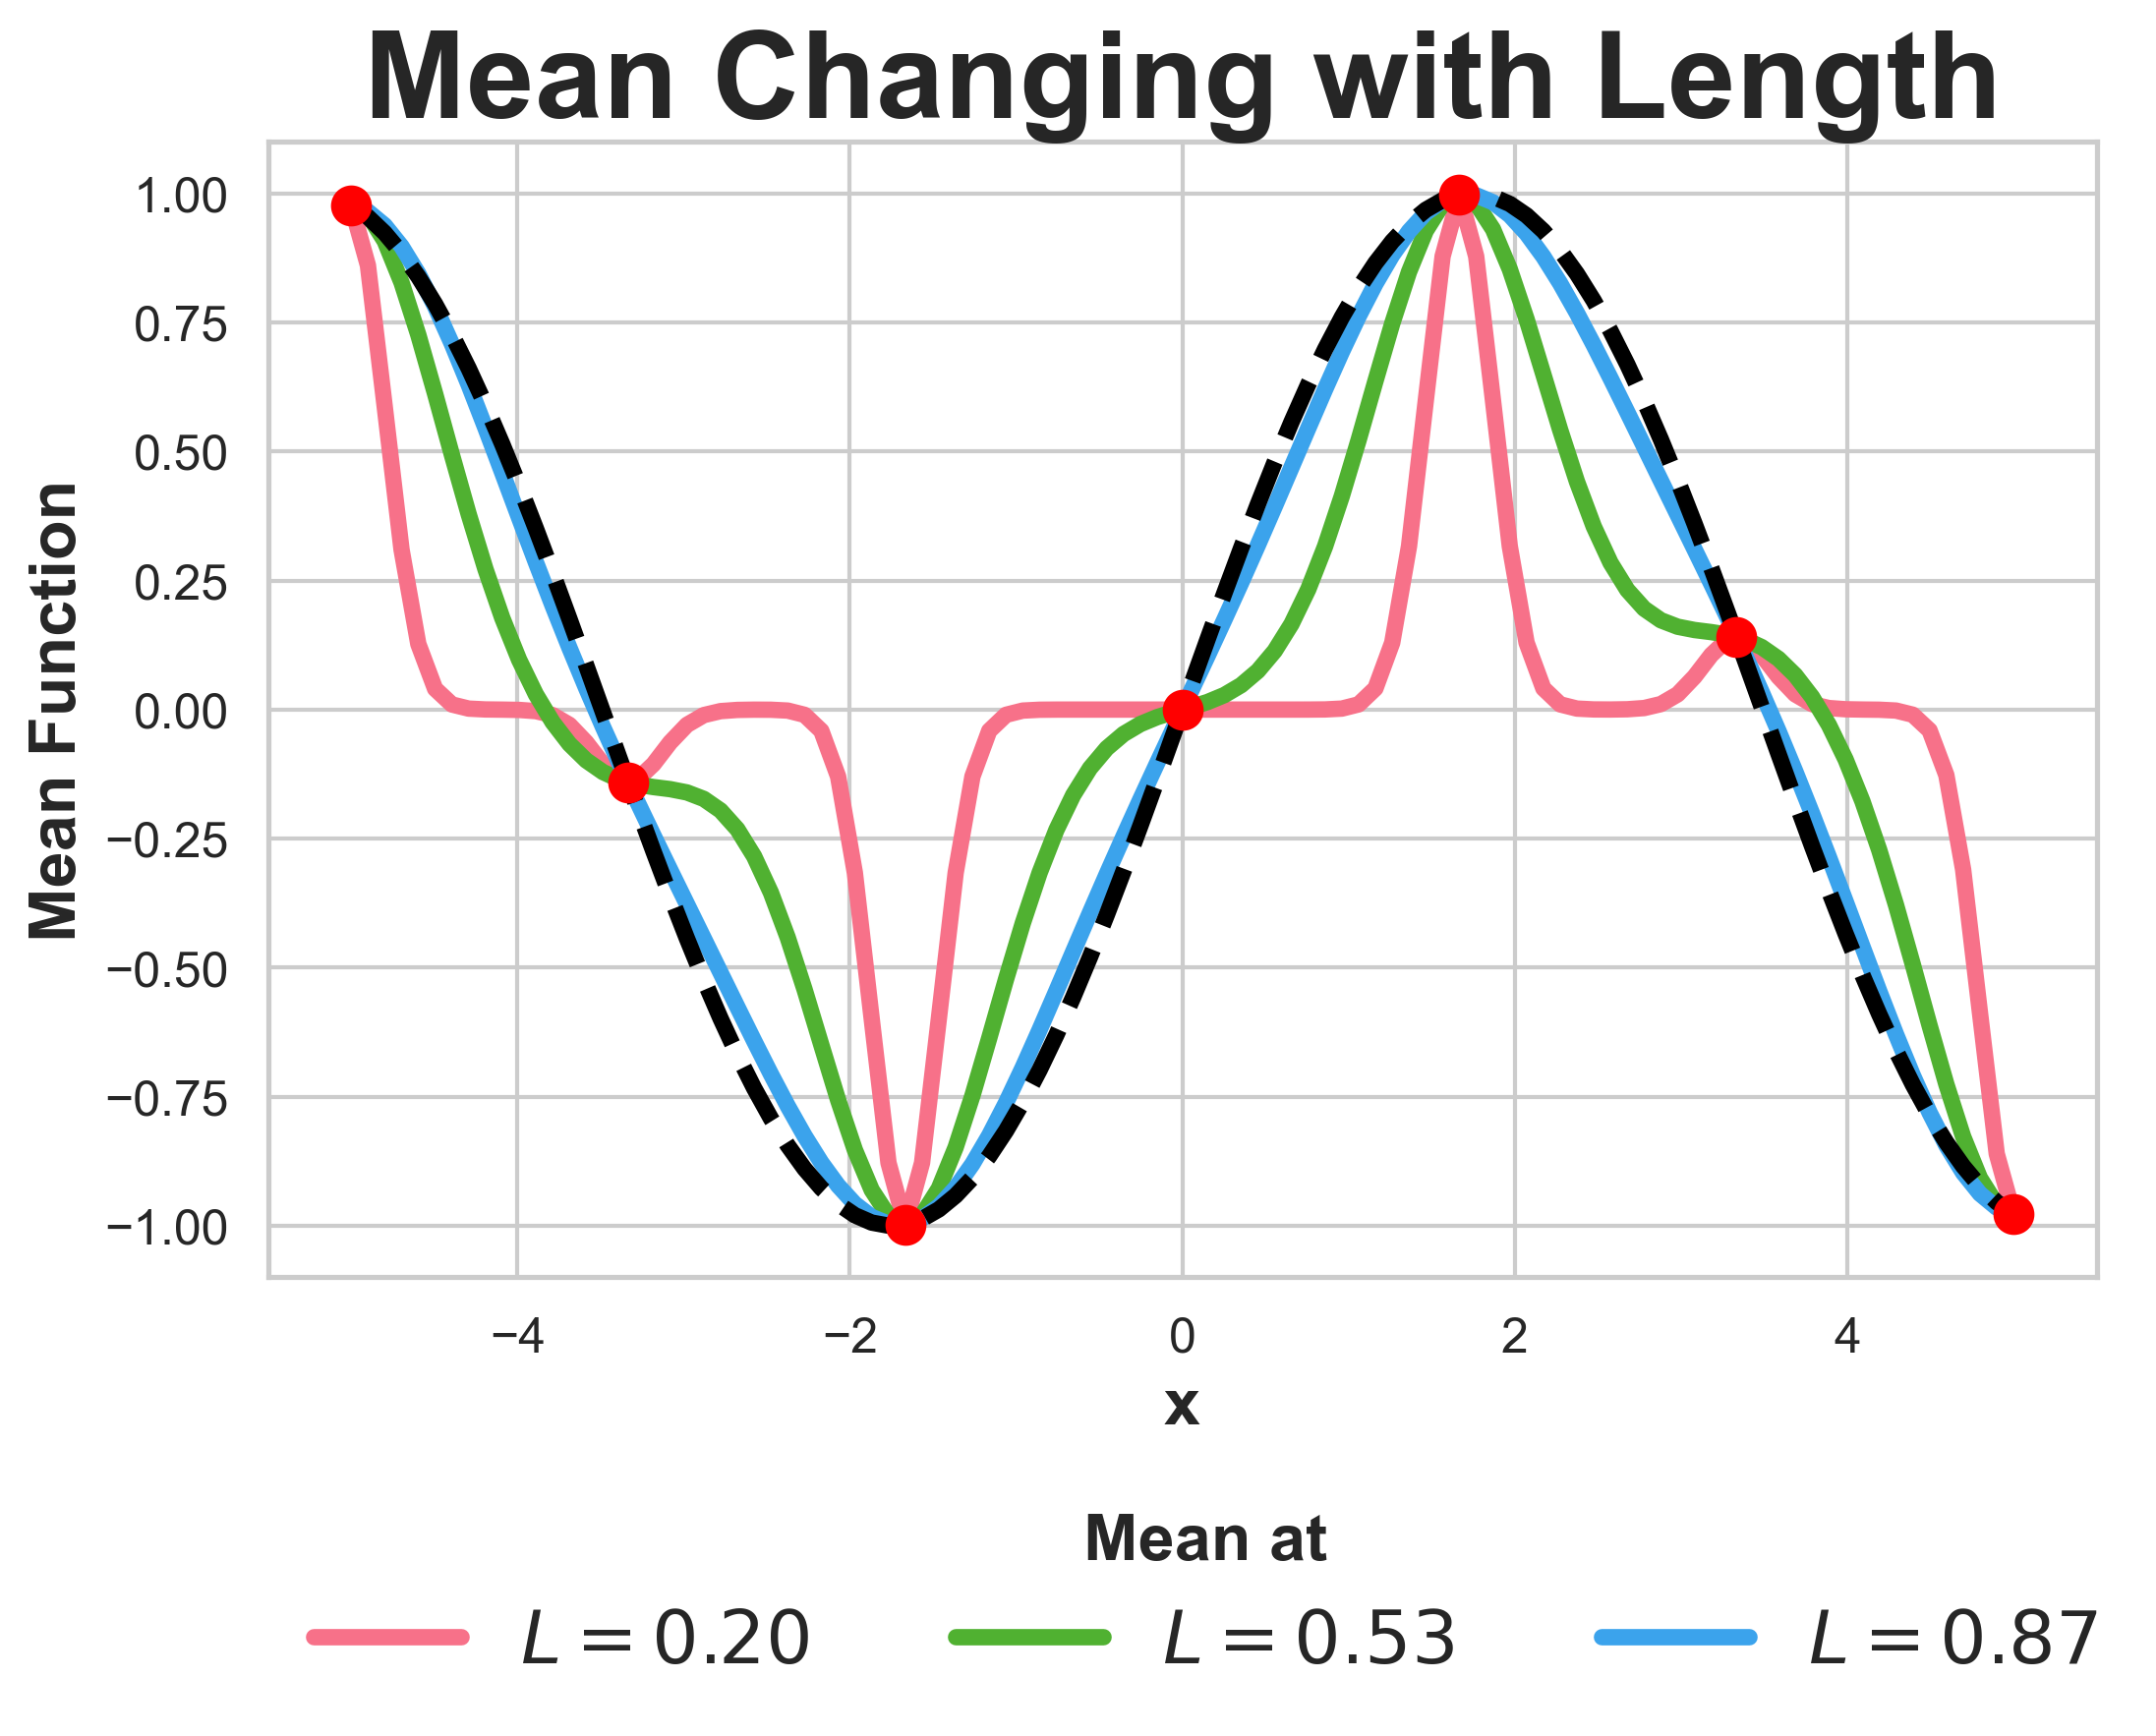 Mean Changing with Length
1.00
0.75
0.50
0.25
0.00
−0.25
−0.50
−0.75
−1.00
Mean Function
−4 −2 0 2 4
x
Mean at
L = 0.20 L = 0.53 L = 0.87